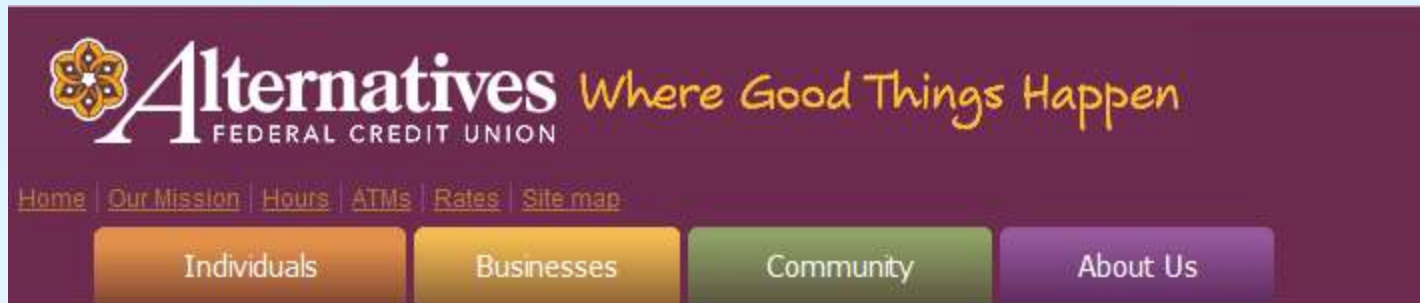 Alternatives Where Good Things Happen
FEDERAL CREDIT UNION
Home | Our Mission | Hours | ATMs | Rates | Site map
Individuals Businesses Community About Us